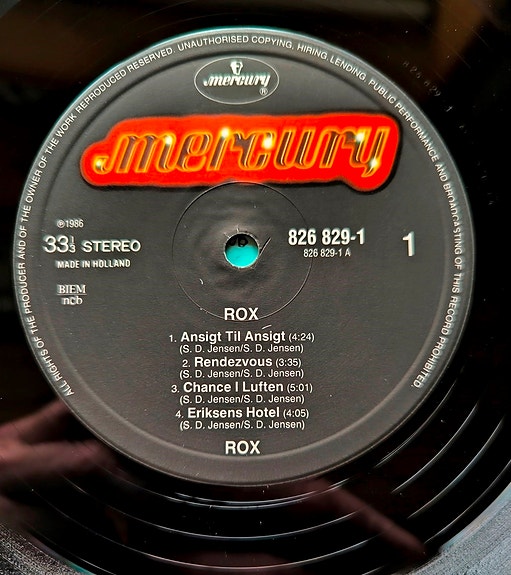 ALL RIGHTS OF THE PRODUCER AND OF THE OWNER OF THE WORK REPRODUCED RESERVED. UNAUTHORISED COPYING, HIRING, LENDING, PUBLIC PERFORMANCE AND BROADCASTING OF THIS RECORD PROHIBITED.
mercury ®
mercury
℗1986
33⅓ STEREO
MADE IN HOLLAND
BIEM
ncb
826 829-1
826 829-1 A
1
ROX
1. Ansigt Til Ansigt (4:24)
(S. D. Jensen/S. D. Jensen)
2. Rendezvous (3:35)
(S. D. Jensen/S. D. Jensen)
3. Chance I Luften (5:01)
(S. D. Jensen/S. D. Jensen)
4. Eriksens Hotel (4:05)
(S. D. Jensen/S. D. Jensen)
ROX